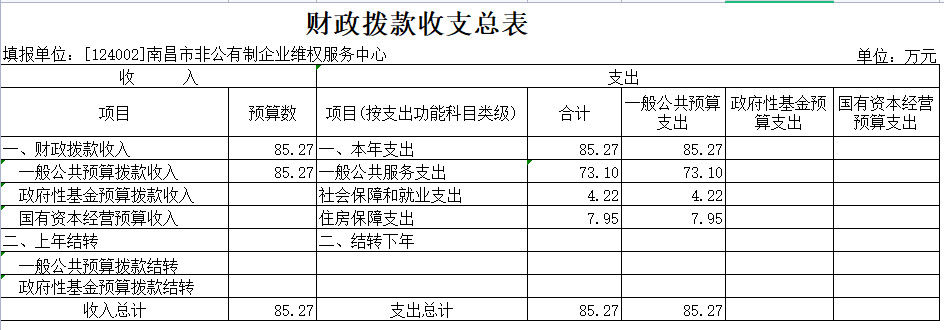 财政拨款收支总表
填报单位：[124002]南昌市非公有制企业维权服务中心 单位：万元
收 入 支出
项目 预算数 项目(按支出功能科目类级) 合计 一般公共预算支出 政府性基金预算支出 国有资本经营预算支出
一、财政拨款收入 85.27 一、本年支出 85.27 85.27
一般公共预算拨款收入 85.27 一般公共服务支出 73.10 73.10
政府性基金预算拨款收入 社会保障和就业支出 4.22 4.22
国有资本经营预算收入 住房保障支出 7.95 7.95
二、上年结转 二、结转下年
一般公共预算拨款结转
政府性基金预算拨款结转
收入总计 85.27 支出总计 85.27 85.27